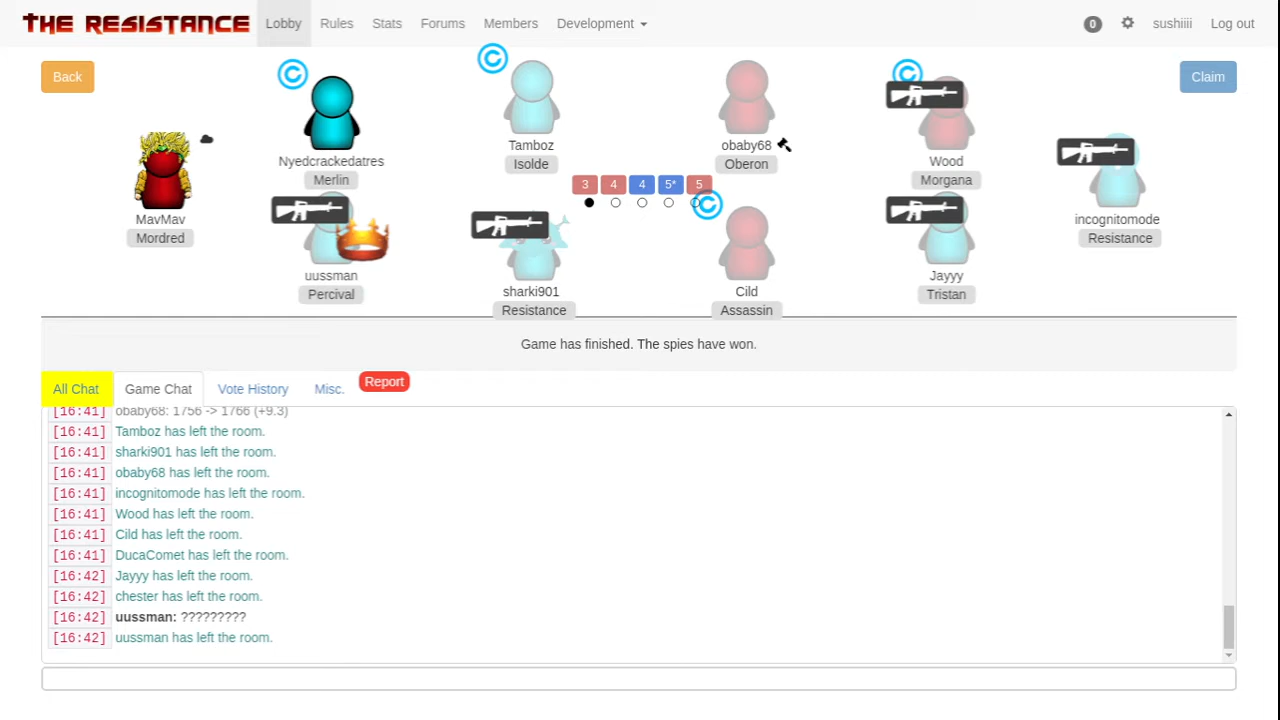 THE RESISTANCE Lobby Rules Stats Forums Members Development 0 sushiiii Log out
Back
Claim
Nyedcrackedatres
Merlin
Tamboz
Isolde
obaby68
Oberon
Wood
Morgana
MavMav
Mordred
3 4 4 5* 5
incognitomode
Resistance
uussman
Percival
sharki901
Resistance
Cild
Assassin
Jayyy
Tristan
Game has finished. The spies have won.
All Chat Game Chat Vote History Misc. Report
[16:41] obaby68: 1756 -> 1766 (+9.3)
[16:41] Tamboz has left the room.
[16:41] sharki901 has left the room.
[16:41] obaby68 has left the room.
[16:41] incognitomode has left the room.
[16:41] Wood has left the room.
[16:41] Cild has left the room.
[16:41] DucaComet has left the room.
[16:42] Jayyy has left the room.
[16:42] chester has left the room.
[16:42] uussman: ?????????
[16:42] uussman has left the room.